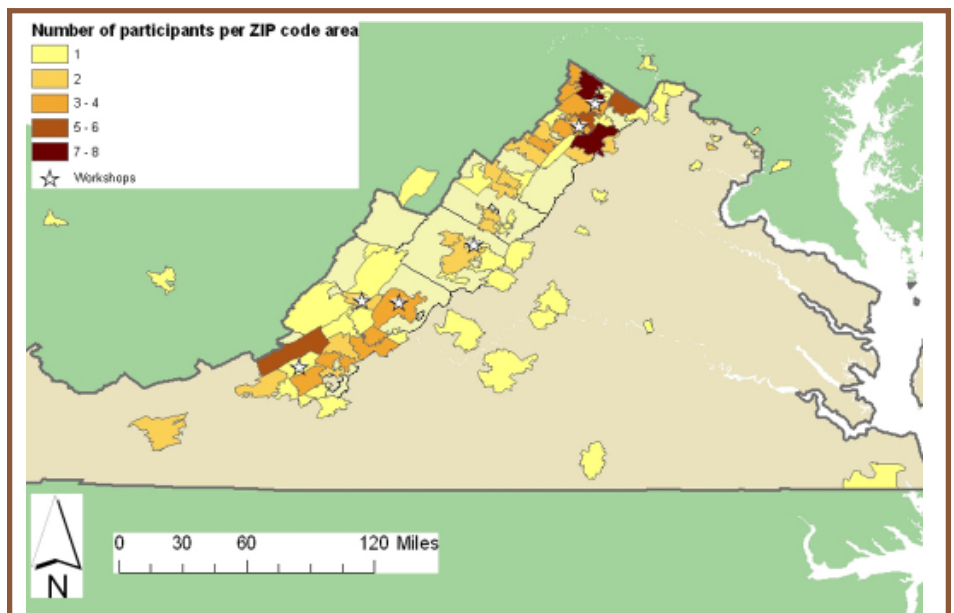 Number of participants per ZIP code area
1
2
3 - 4
5 - 6
7 - 8
Workshops
0 30 60 120 Miles
N